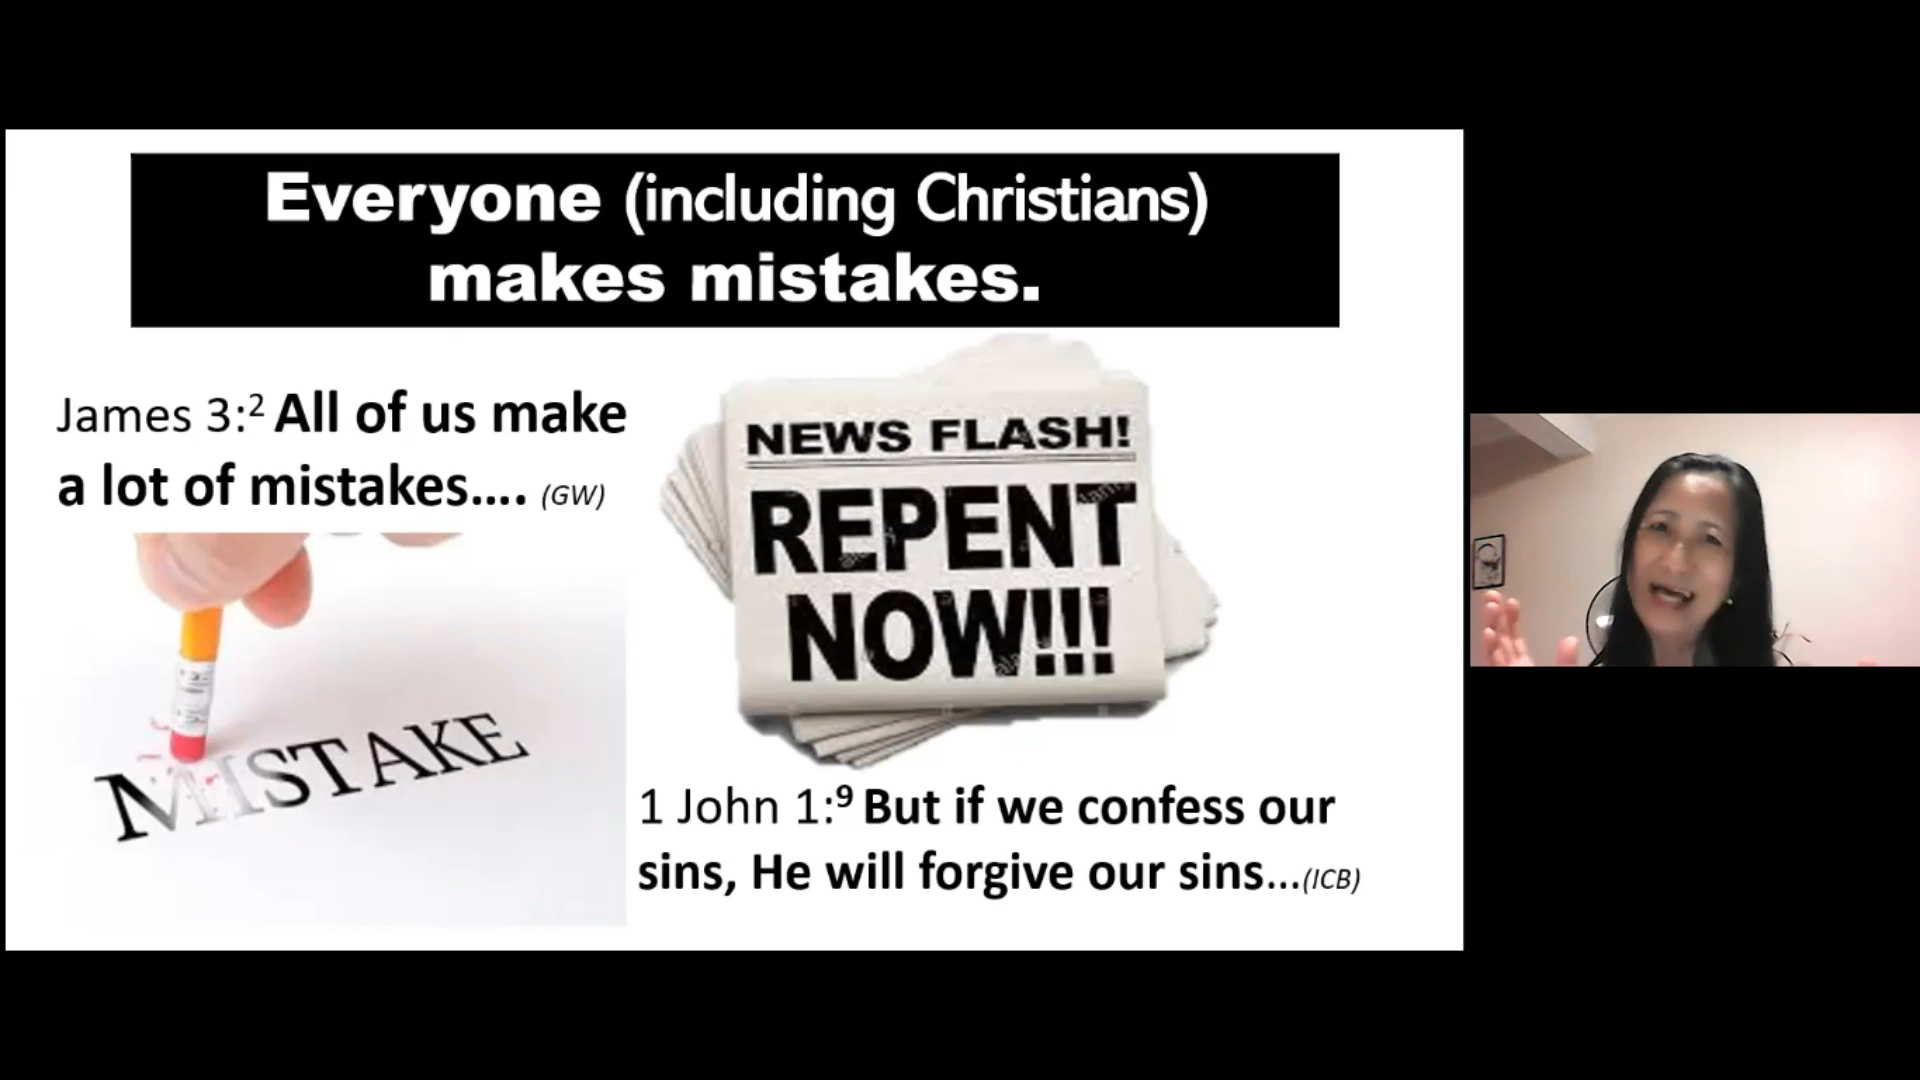 Everyone (including Christians)
makes mistakes.
James 3:² All of us make
a lot of mistakes…. (GW)
NEWS FLASH!
REPENT
NOW!!!
MISTAKE
1 John 1:⁹ But if we confess our
sins, He will forgive our sins…(ICB)